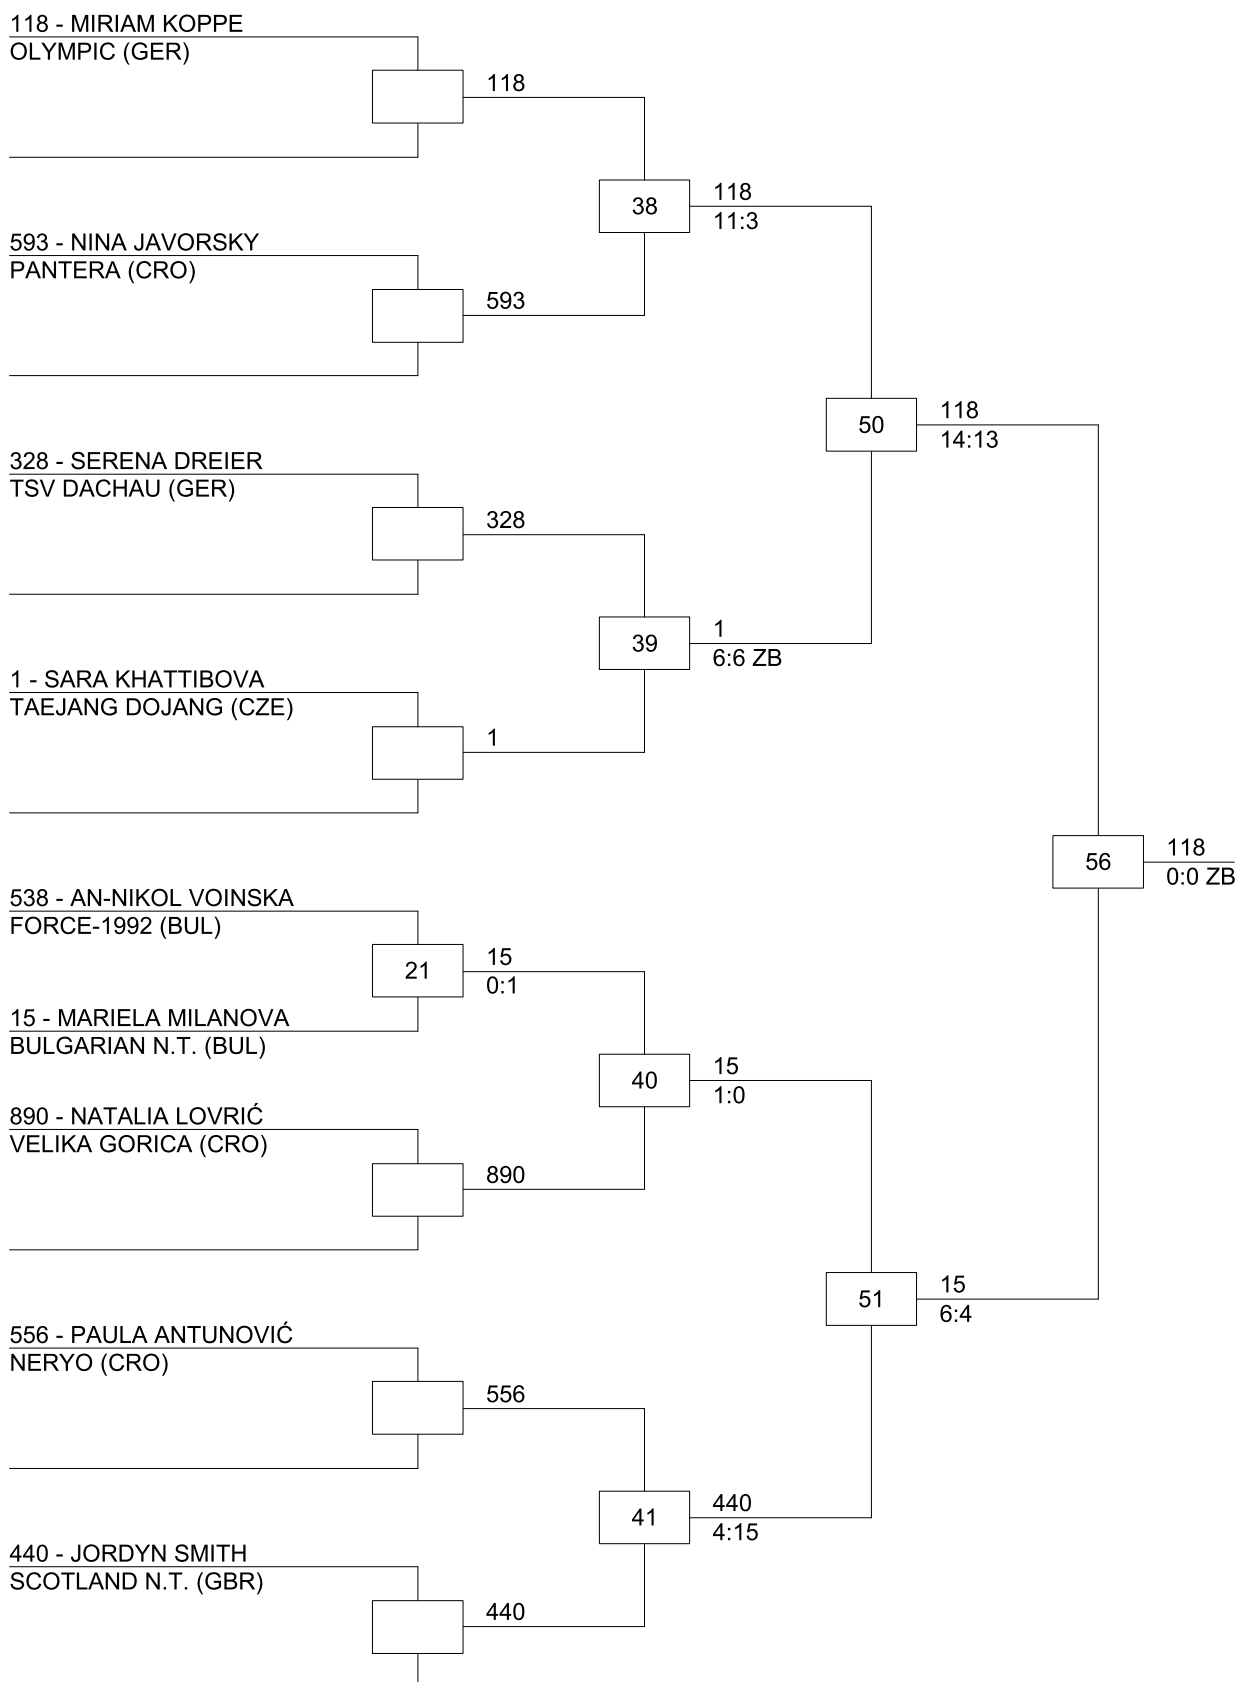 118 - MIRIAM KOPPE
OLYMPIC (GER)
118
38
118
11:3
593 - NINA JAVORSKY
PANTERA (CRO)
593
50
118
14:13
328 - SERENA DREIER
TSV DACHAU (GER)
328
39
1
6:6 ZB
1 - SARA KHATTIBOVA
TAEJANG DOJANG (CZE)
1
56
118
0:0 ZB
538 - AN-NIKOL VOINSKA
FORCE-1992 (BUL)
21
15
0:1
15 - MARIELA MILANOVA
BULGARIAN N.T. (BUL)
40
15
1:0
890 - NATALIA LOVRIĆ
VELIKA GORICA (CRO)
890
51
15
6:4
556 - PAULA ANTUNOVIĆ
NERYO (CRO)
556
41
440
4:15
440 - JORDYN SMITH
SCOTLAND N.T. (GBR)
440